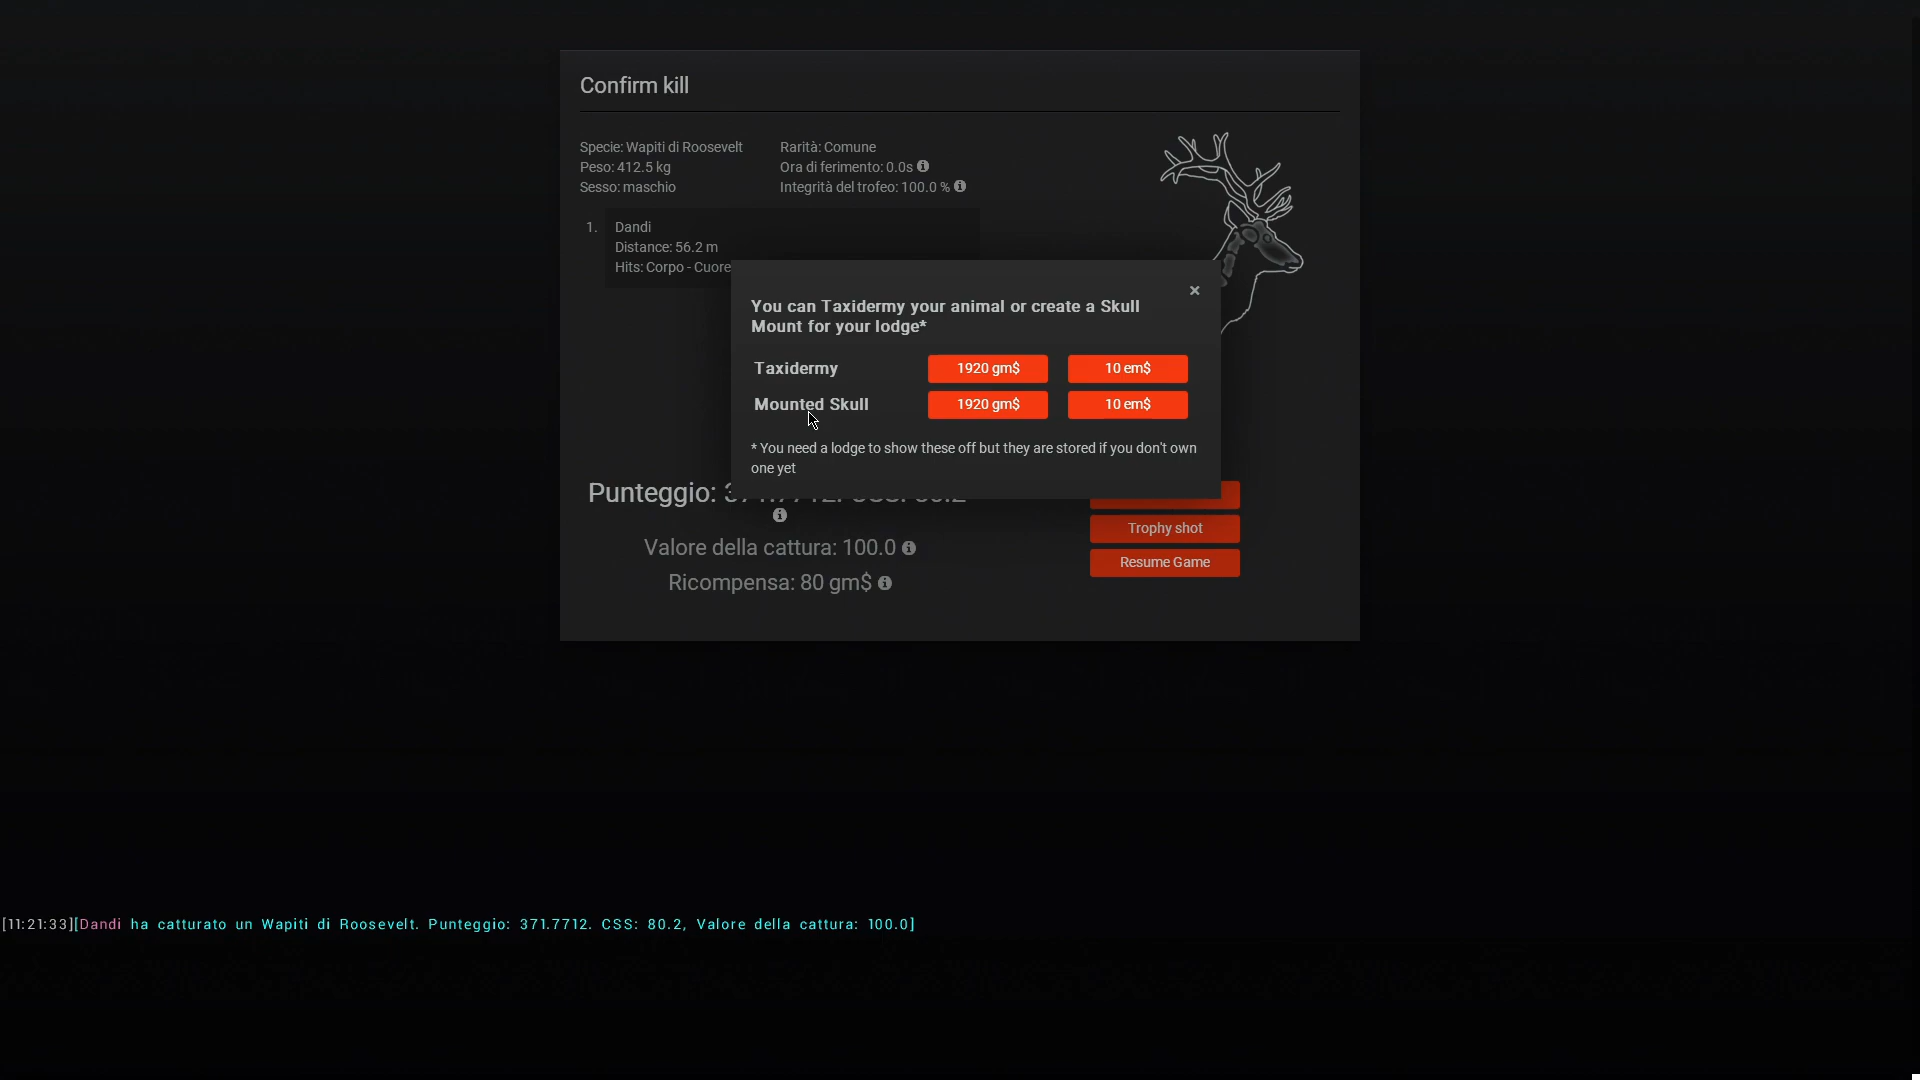 Confirm kill
Specie: Wapiti di Roosevelt
Peso: 412.5 kg
Sesso: maschio
Rarità: Comune
Ora di ferimento: 0.0s
Integrità del trofeo: 100.0 %
1.
Dandi
Distance: 56.2 m
Hits: Corpo - Cuore
×
You can Taxidermy your animal or create a Skull
Mount for your lodge*
Taxidermy 1920 gm$ 10 em$
Mounted Skull 1920 gm$ 10 em$
* You need a lodge to show these off but they are stored if you don't own
one yet
Punteggio: 371.7712. CSS: 80.2
Valore della cattura: 100.0
Ricompensa: 80 gm$
Trophy shot
Resume Game
[11:21:33][Dandi ha catturato un Wapiti di Roosevelt. Punteggio: 371.7712. CSS: 80.2, Valore della cattura: 100.0]